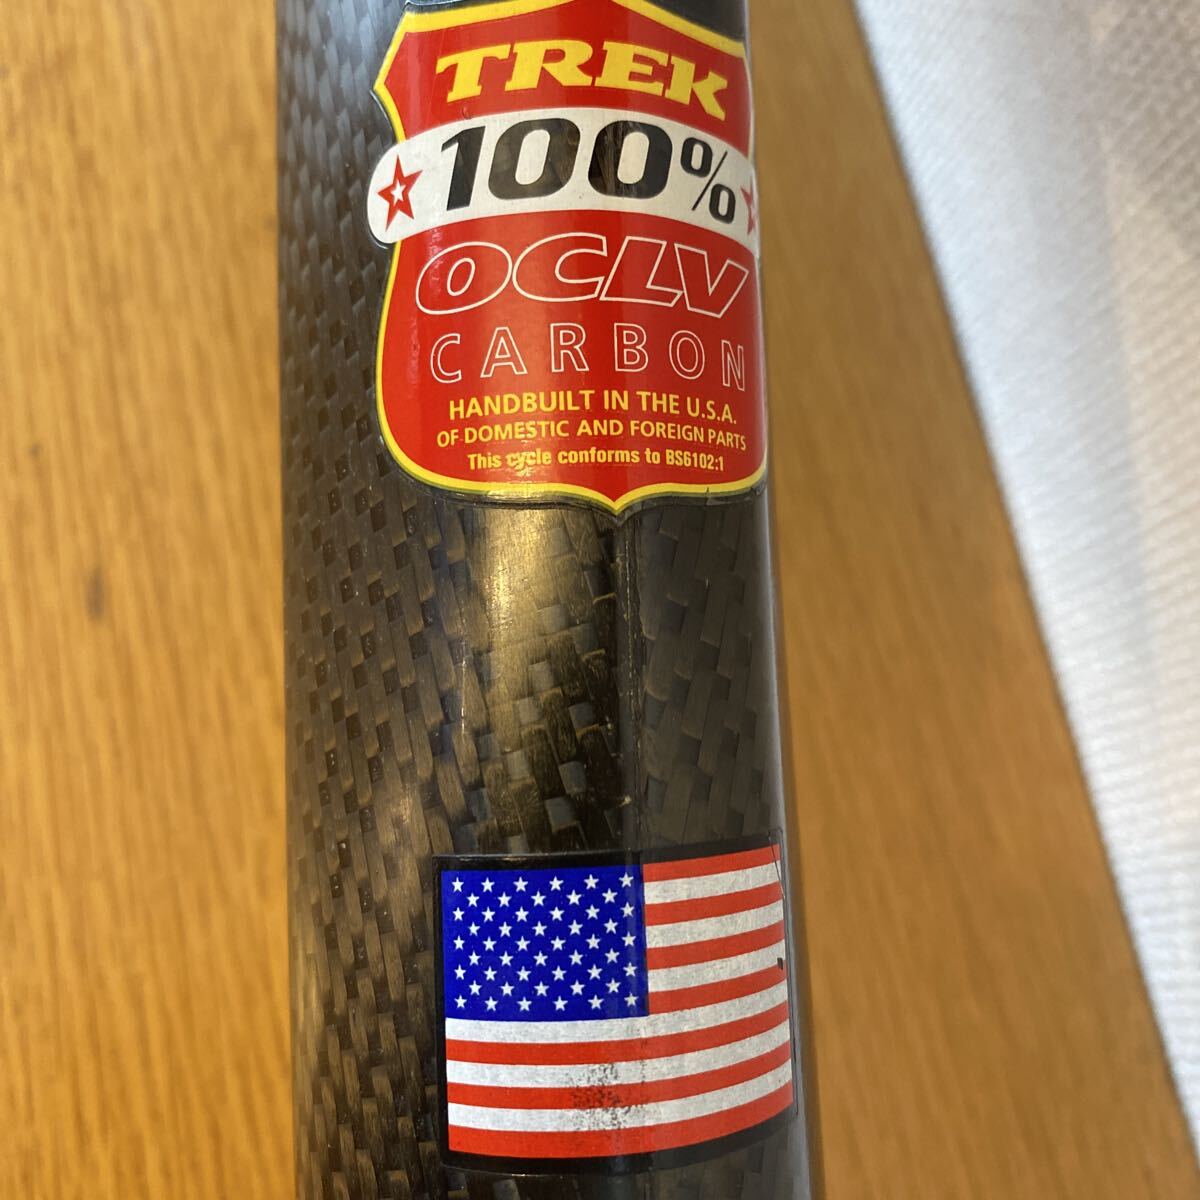 TREK
100%
OCLV
CARBON
HANDBUILT IN THE U.S.A.
OF DOMESTIC AND FOREIGN PARTS
This cycle conforms to BS6102:1